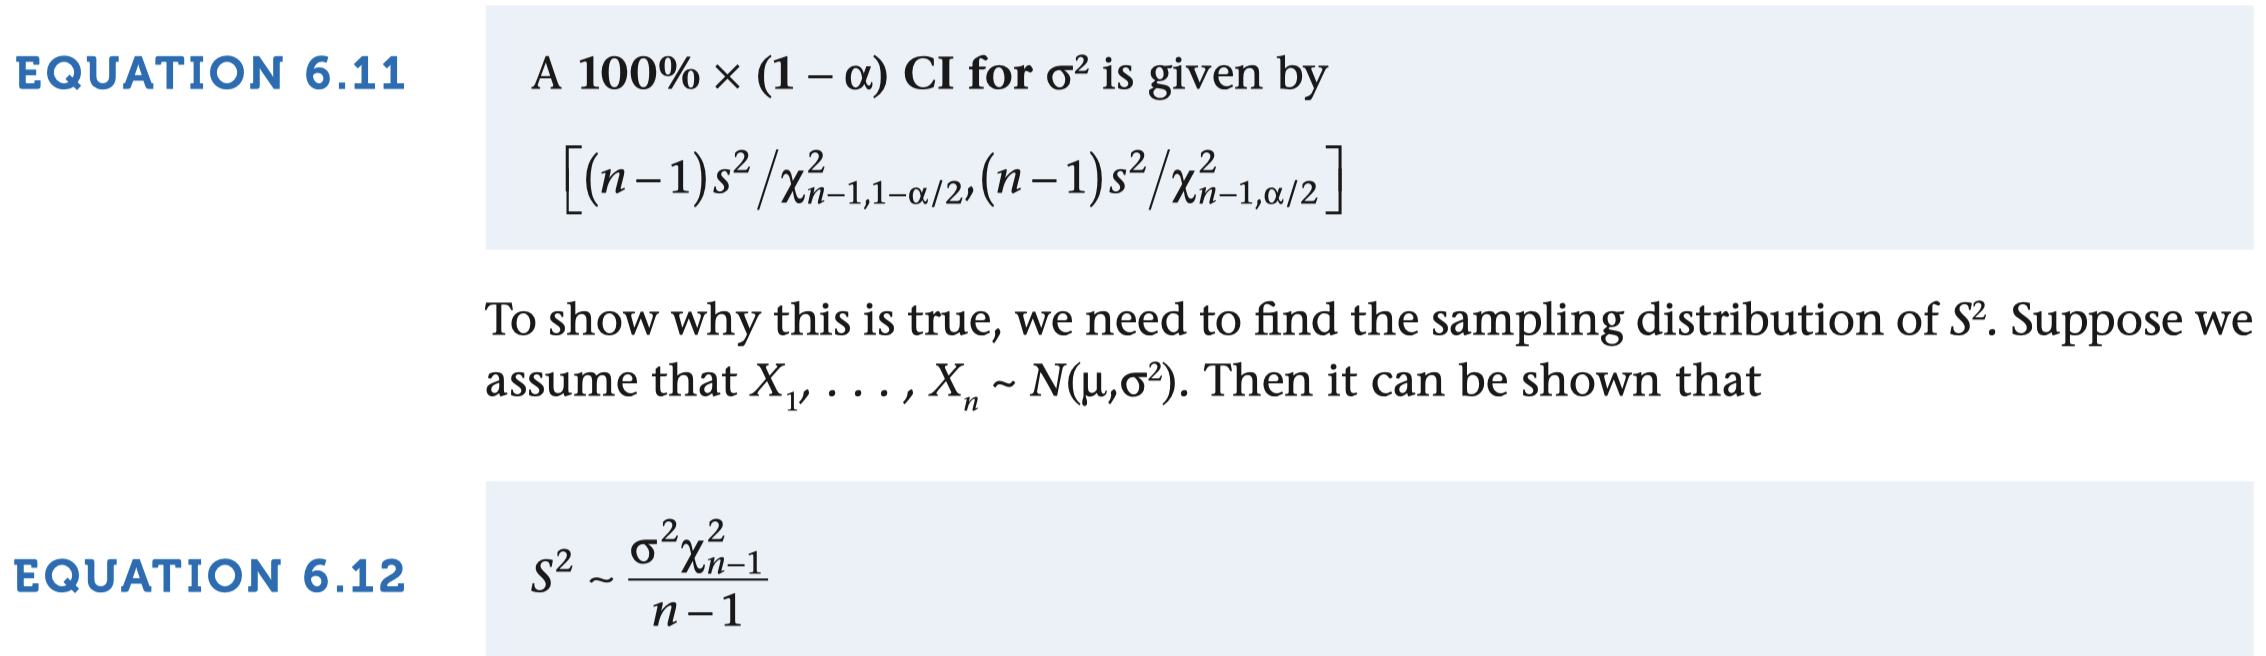 EQUATION 6.11
A 100% × (1 – α) CI for σ² is given by
[(n−1)s²/χ²ₙ₋₁,₁₋α/₂, (n−1)s²/χ²ₙ₋₁,α/₂]
To show why this is true, we need to find the sampling distribution of S². Suppose we
assume that X₁, . . . , Xₙ ~ N(μ,σ²). Then it can be shown that
EQUATION 6.12
S² ~ σ²χ²ₙ₋₁ / n−1